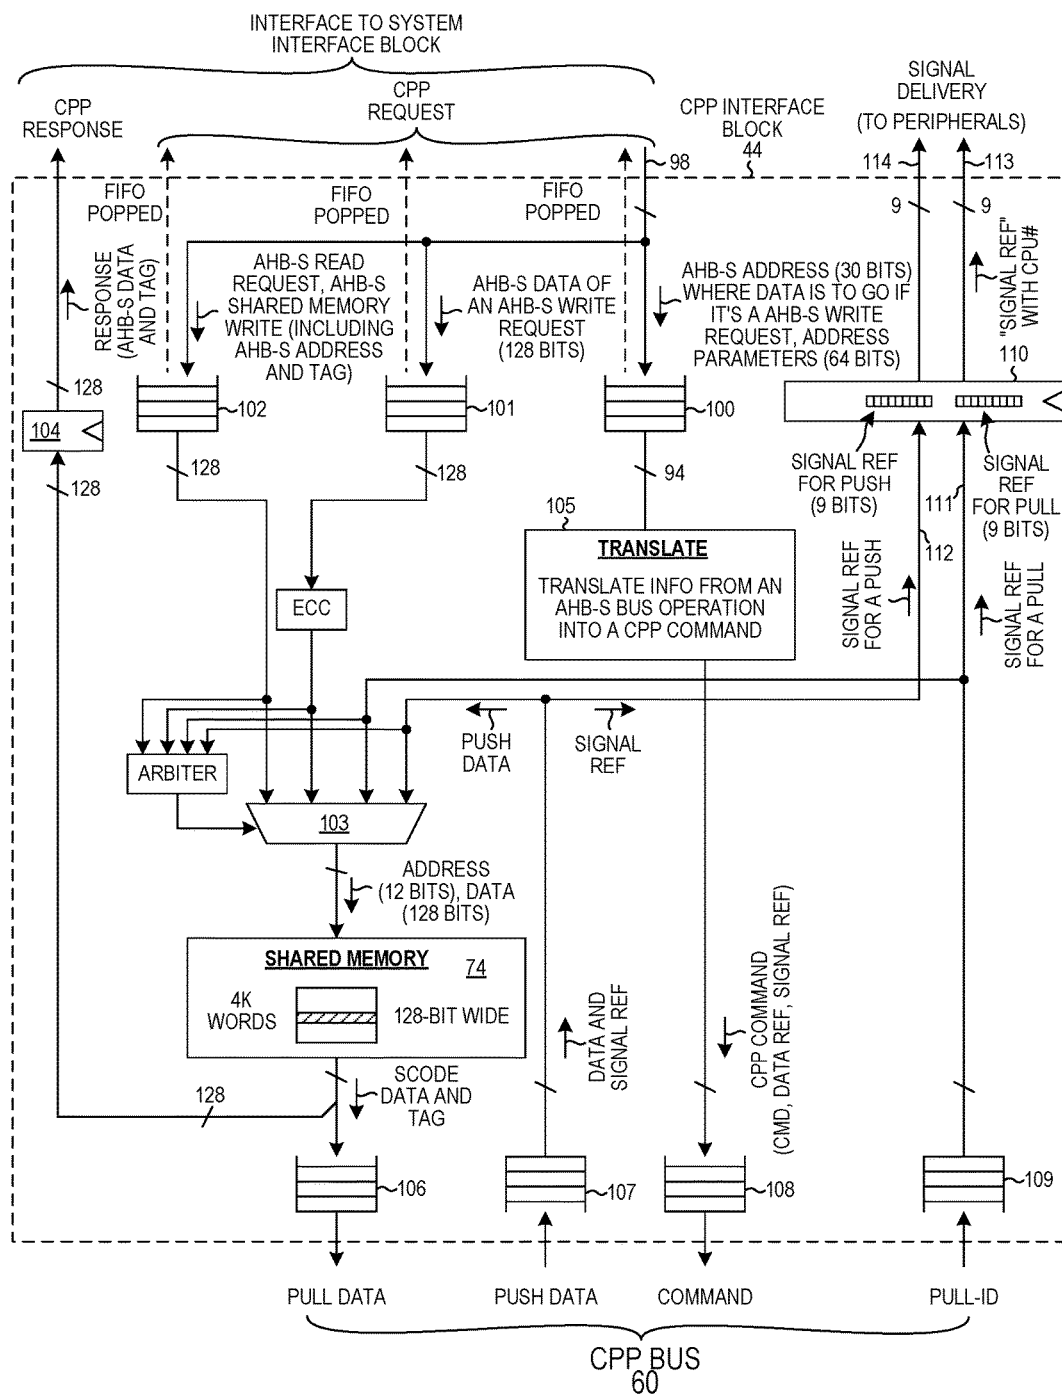 INTERFACE TO SYSTEM
INTERFACE BLOCK
CPP
RESPONSE
CPP
REQUEST
CPP INTERFACE
BLOCK
44
SIGNAL
DELIVERY
(TO PERIPHERALS)
98
114
113
FIFO
POPPED
FIFO
POPPED
FIFO
POPPED
9
9
RESPONSE
(AHB-S DATA
AND TAG)
AHB-S READ
REQUEST, AHB-S
SHARED MEMORY
WRITE (INCLUDING
AHB-S ADDRESS
AND TAG)
AHB-S DATA OF
AN AHB-S WRITE
REQUEST
(128 BITS)
AHB-S ADDRESS (30 BITS)
WHERE DATA IS TO GO IF
IT'S A AHB-S WRITE
REQUEST, ADDRESS
PARAMETERS (64 BITS)
"SIGNAL REF"
WITH CPU#
110
128
102
101
100
104
128
128
128
94
SIGNAL REF
FOR PUSH
(9 BITS)
SIGNAL
REF
FOR PULL
(9 BITS)
111
112
105
TRANSLATE
TRANSLATE INFO FROM AN
AHB-S BUS OPERATION
INTO A CPP COMMAND
SIGNAL REF
FOR A PUSH
SIGNAL REF
FOR A PULL
ECC
PUSH
DATA
SIGNAL
REF
ARBITER
103
ADDRESS
(12 BITS), DATA
(128 BITS)
SHARED MEMORY
74
4K
WORDS
128-BIT WIDE
DATA AND
SIGNAL REF
CPP COMMAND
(CMD, DATA REF, SIGNAL REF)
SCODE
DATA AND
TAG
128
106
107
108
109
PULL DATA
PUSH DATA
COMMAND
PULL-ID
CPP BUS
60